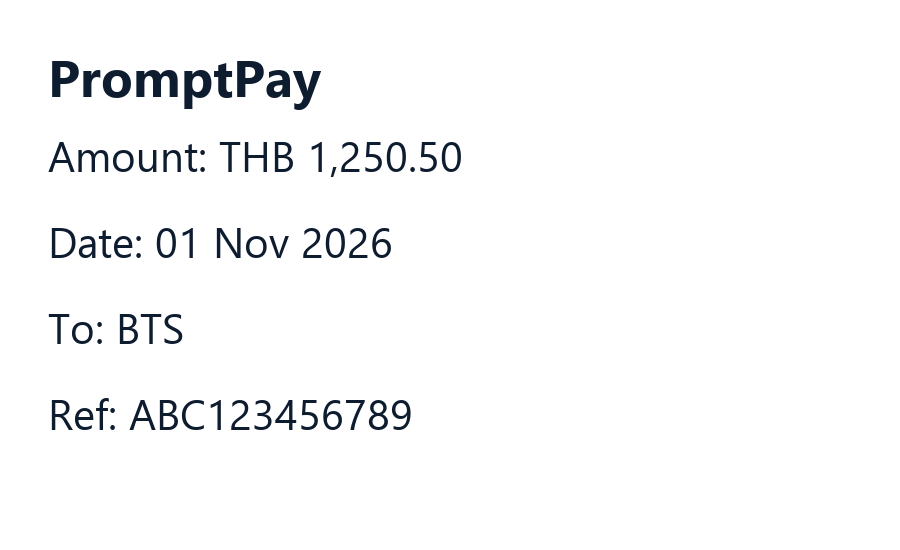 PromptPay
Amount: THB 1,250.50
Date: 01 Nov 2026
To: BTS
Ref: ABC123456789